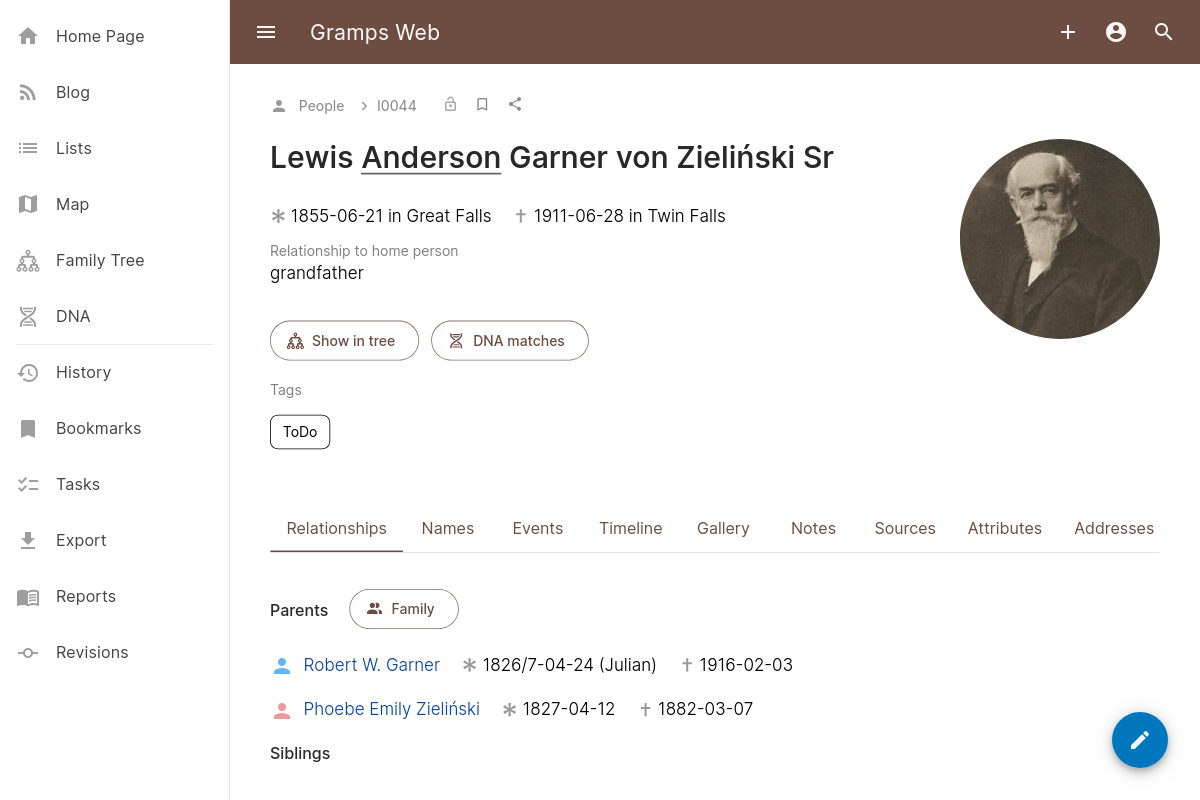 Home Page
Blog
Lists
Map
Family Tree
DNA
History
Bookmarks
Tasks
Export
Reports
Revisions
Gramps Web
People > I0044
Lewis Anderson Garner von Zieliński Sr
* 1855-06-21 in Great Falls † 1911-06-28 in Twin Falls
Relationship to home person
grandfather
Show in tree DNA matches
Tags
ToDo
Relationships Names Events Timeline Gallery Notes Sources Attributes Addresses
Parents Family
Robert W. Garner * 1826/7-04-24 (Julian) † 1916-02-03
Phoebe Emily Zieliński * 1827-04-12 † 1882-03-07
Siblings